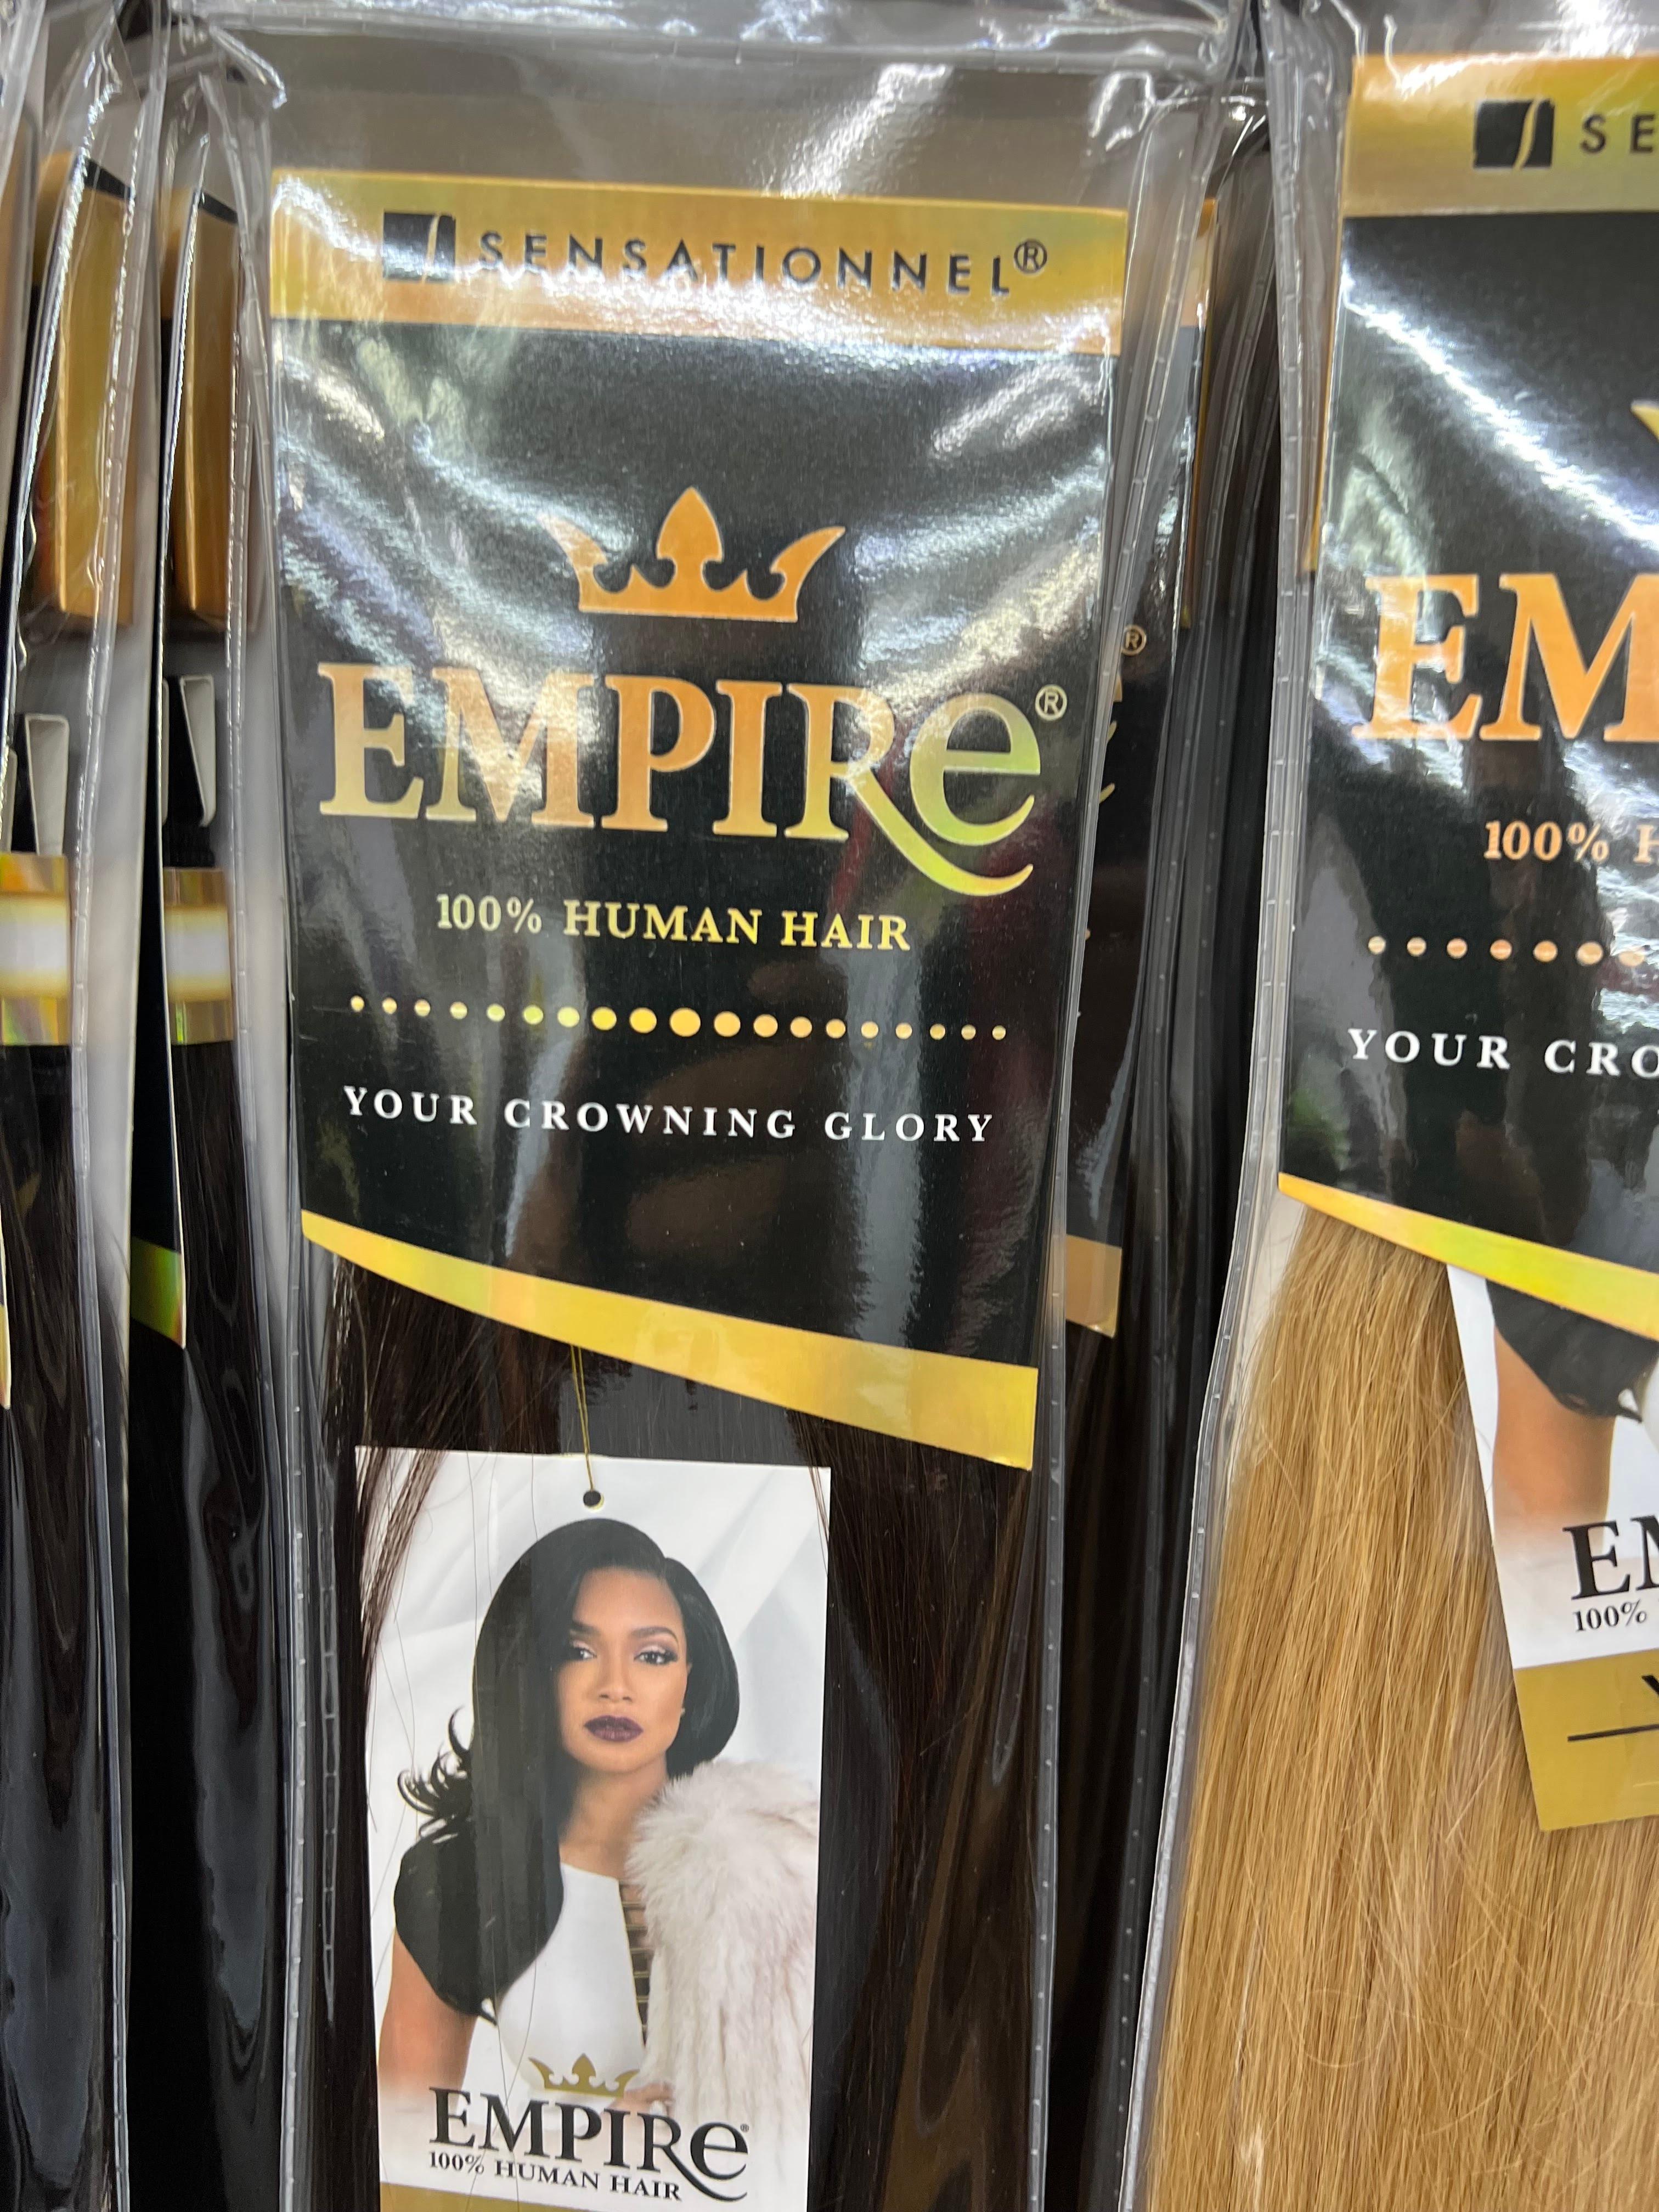 SENSATIONNEL®
EMPIRe®
100% HUMAN HAIR
YOUR CROWNING GLORY
EMPIRe®
100% HUMAN HAIR
SE
EM
100% H
YOUR CRO
EM
100%
®